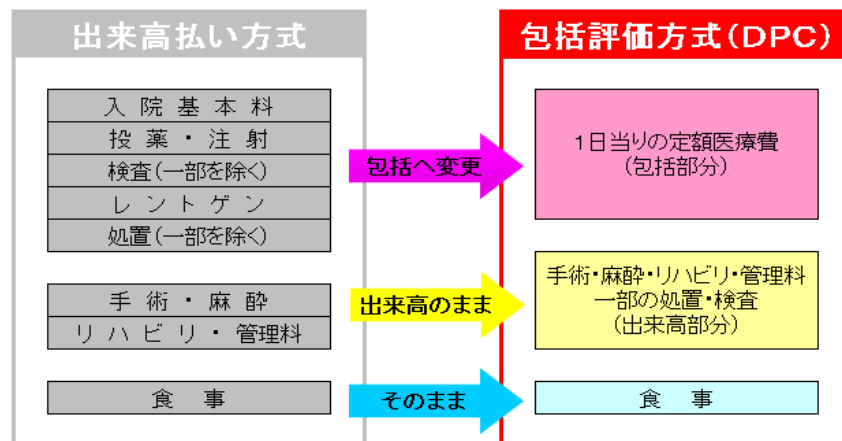 出来高払い方式
包括評価方式(DPC)
入院基本料
投薬・注射
検査(一部を除く)
レントゲン
処置(一部を除く)
包括へ変更
1日当りの定額医療費
(包括部分)
手術・麻酔
リハビリ・管理料
出来高のまま
手術・麻酔・リハビリ・管理料
一部の処置・検査
(出来高部分)
食事
そのまま
食事